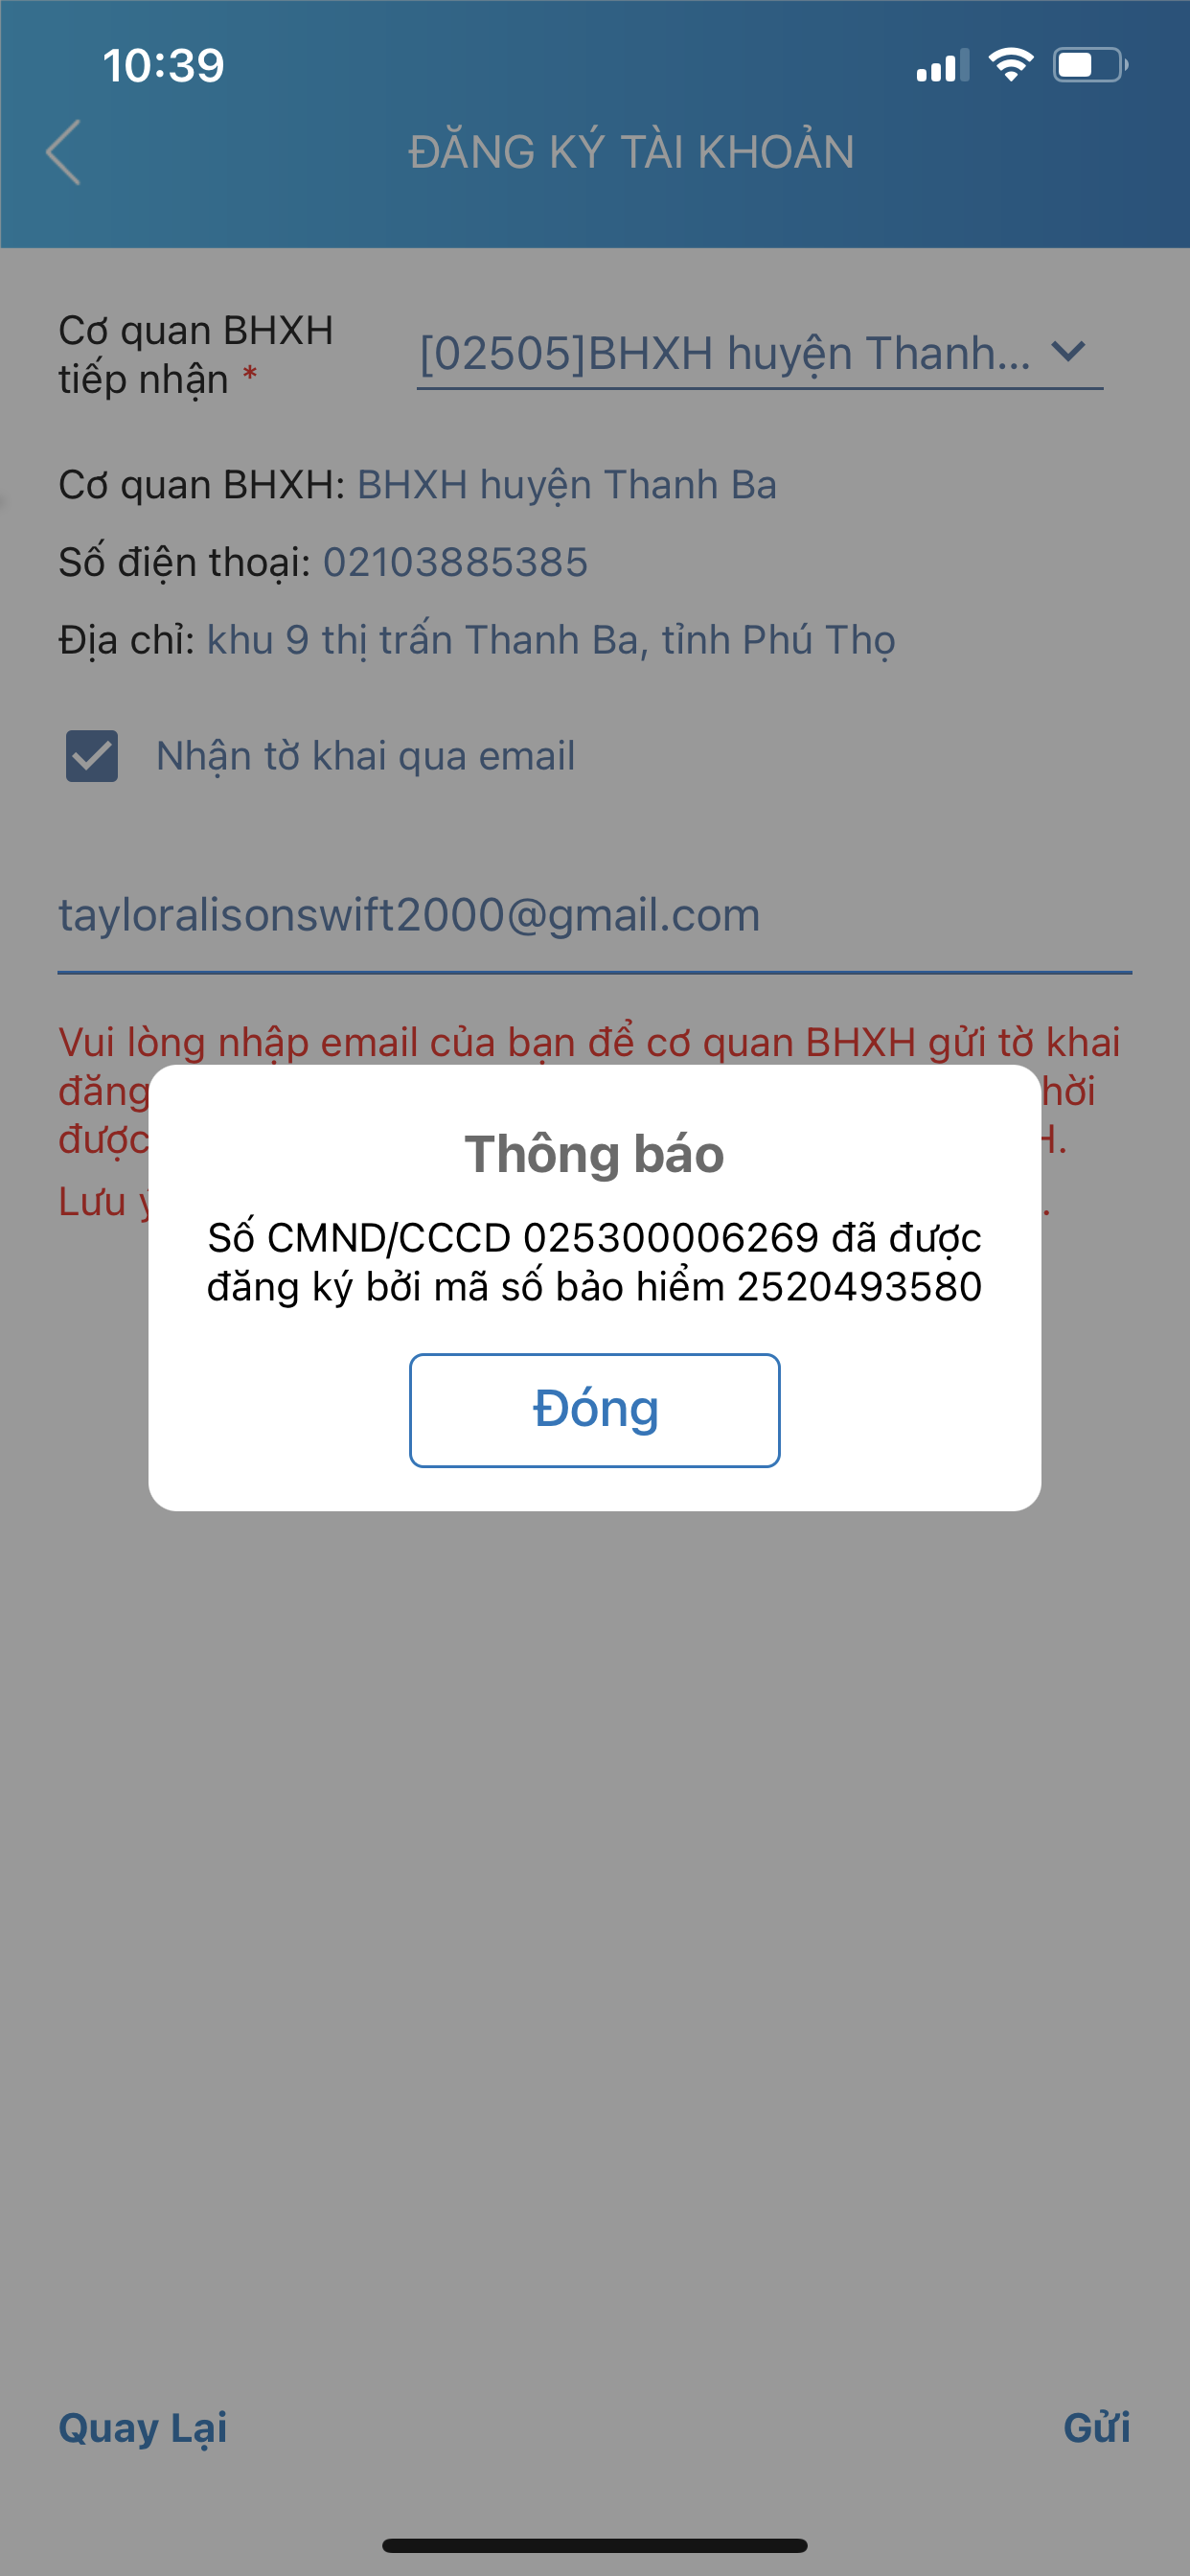 10:39
ĐĂNG KÝ TÀI KHOẢN
Cơ quan BHXH
tiếp nhận *
[02505]BHXH huyện Thanh...
Cơ quan BHXH: BHXH huyện Thanh Ba
Số điện thoại: 02103885385
Địa chỉ: khu 9 thị trấn Thanh Ba, tỉnh Phú Thọ
Nhận tờ khai qua email
tayloralisonswift2000@gmail.com
Vui lòng nhập email của bạn để cơ quan BHXH gửi tờ khai
đăng
được
Lưu
Thông báo
Số CMND/CCCD 025300006269 đã được
đăng ký bởi mã số bảo hiểm 2520493580
Đóng
Quay Lại
Gửi